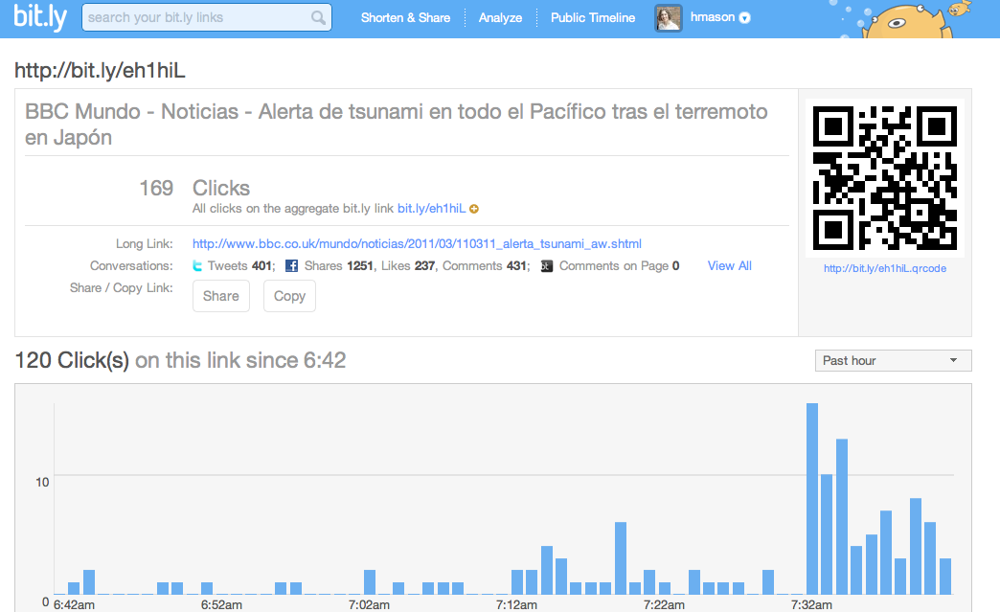 bit.ly search your bit.ly links Shorten & Share Analyze Public Timeline hmason
http://bit.ly/eh1hiL
BBC Mundo - Noticias - Alerta de tsunami en todo el Pacífico tras el terremoto
en Japón
169 Clicks
All clicks on the aggregate bit.ly link bit.ly/eh1hiL
Long Link: http://www.bbc.co.uk/mundo/noticias/2011/03/110311_alerta_tsunami_aw.shtml
Conversations: Tweets 401; Shares 1251, Likes 237, Comments 431; Comments on Page 0 View All
Share / Copy Link: Share Copy
http://bit.ly/eh1hiL.qrcode
120 Click(s) on this link since 6:42
Past hour
10
0
6:42am 6:52am 7:02am 7:12am 7:22am 7:32am